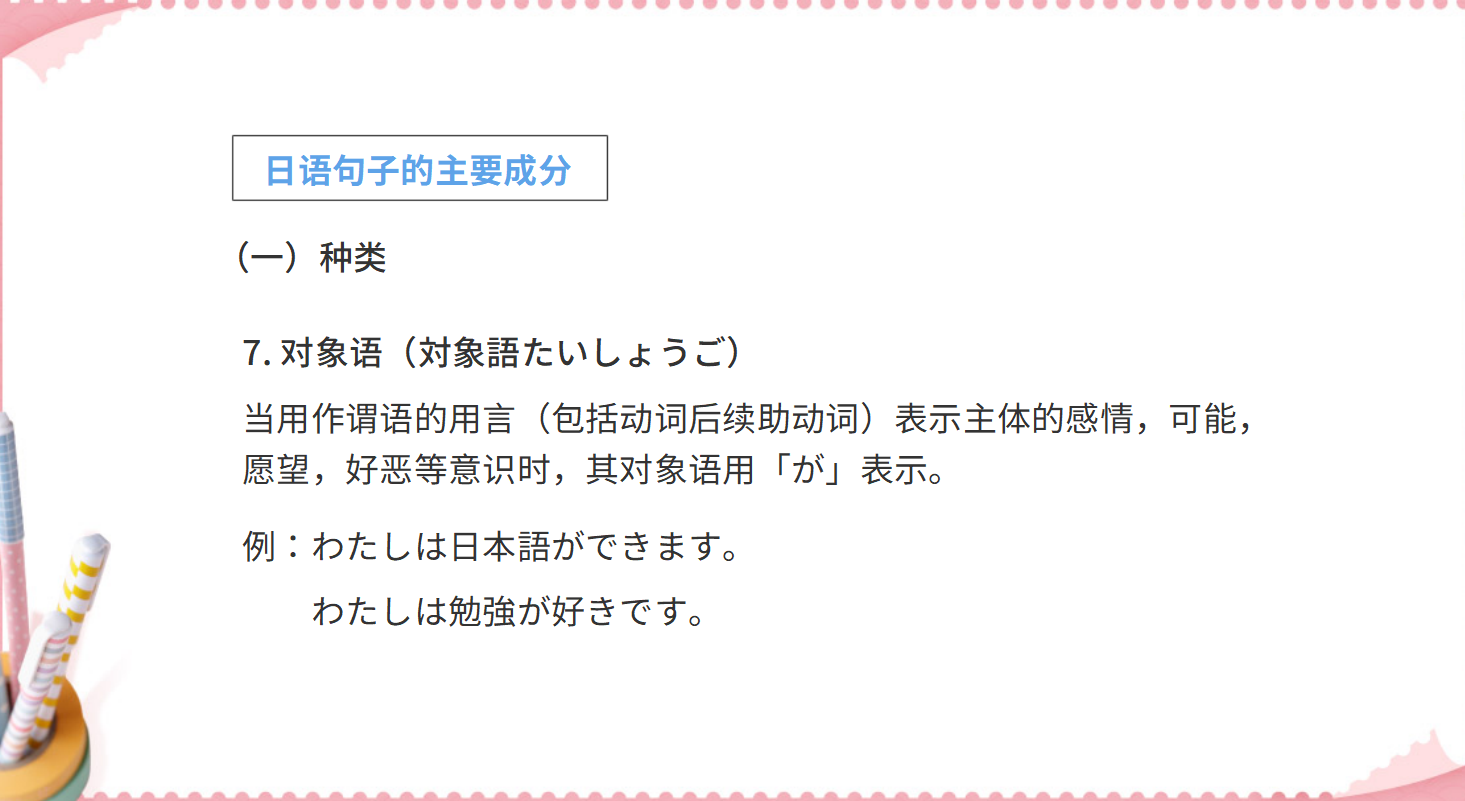 日语句子的主要成分
（一）种类
7. 对象语（対象語たいしょうご）
当用作谓语的用言（包括动词后续助动词）表示主体的感情，可能，
愿望，好恶等意识时，其对象语用「が」表示。
例：わたしは日本語ができます。
わたしは勉強が好きです。